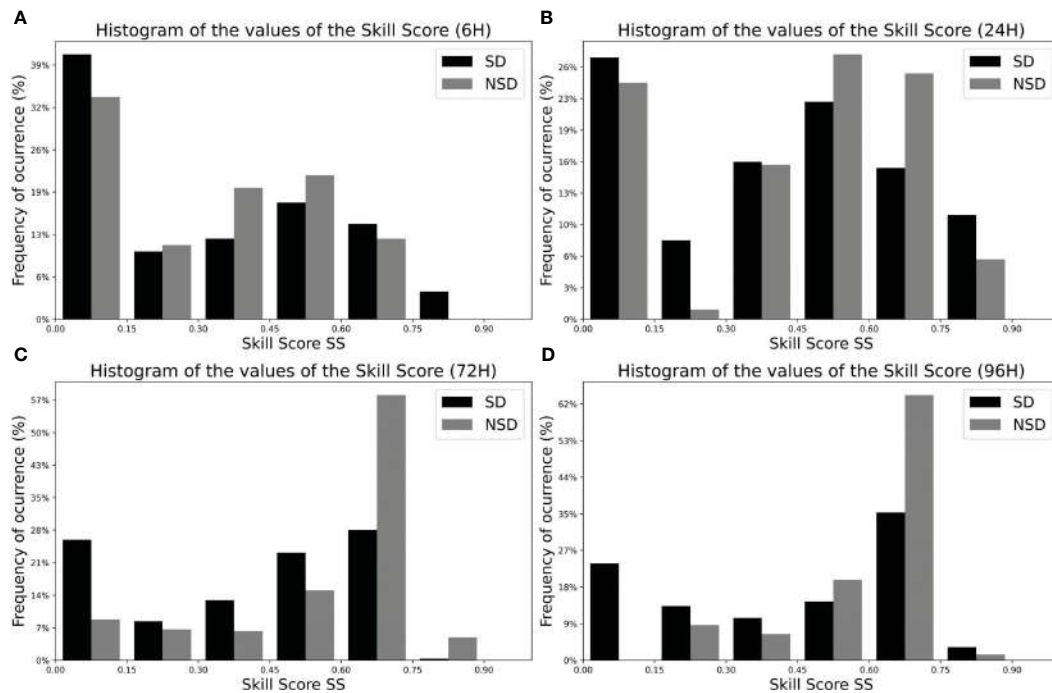 A
Histogram of the values of the Skill Score (6H)
Frequency of ocurrence (%)
39%
32%
26%
19%
13%
6%
0%
SD
NSD
0.00 0.15 0.30 0.45 0.60 0.75 0.90
Skill Score SS
B
Histogram of the values of the Skill Score (24H)
Frequency of ocurrence (%)
26%
23%
19%
16%
13%
10%
6%
3%
0%
SD
NSD
0.00 0.15 0.30 0.45 0.60 0.75 0.90
Skill Score SS
C
Histogram of the values of the Skill Score (72H)
Frequency of ocurrence (%)
57%
50%
43%
35%
28%
21%
14%
7%
0%
SD
NSD
0.00 0.15 0.30 0.45 0.60 0.75 0.90
Skill Score SS
D
Histogram of the values of the Skill Score (96H)
Frequency of ocurrence (%)
62%
53%
44%
35%
27%
18%
9%
0%
SD
NSD
0.00 0.15 0.30 0.45 0.60 0.75 0.90
Skill Score SS